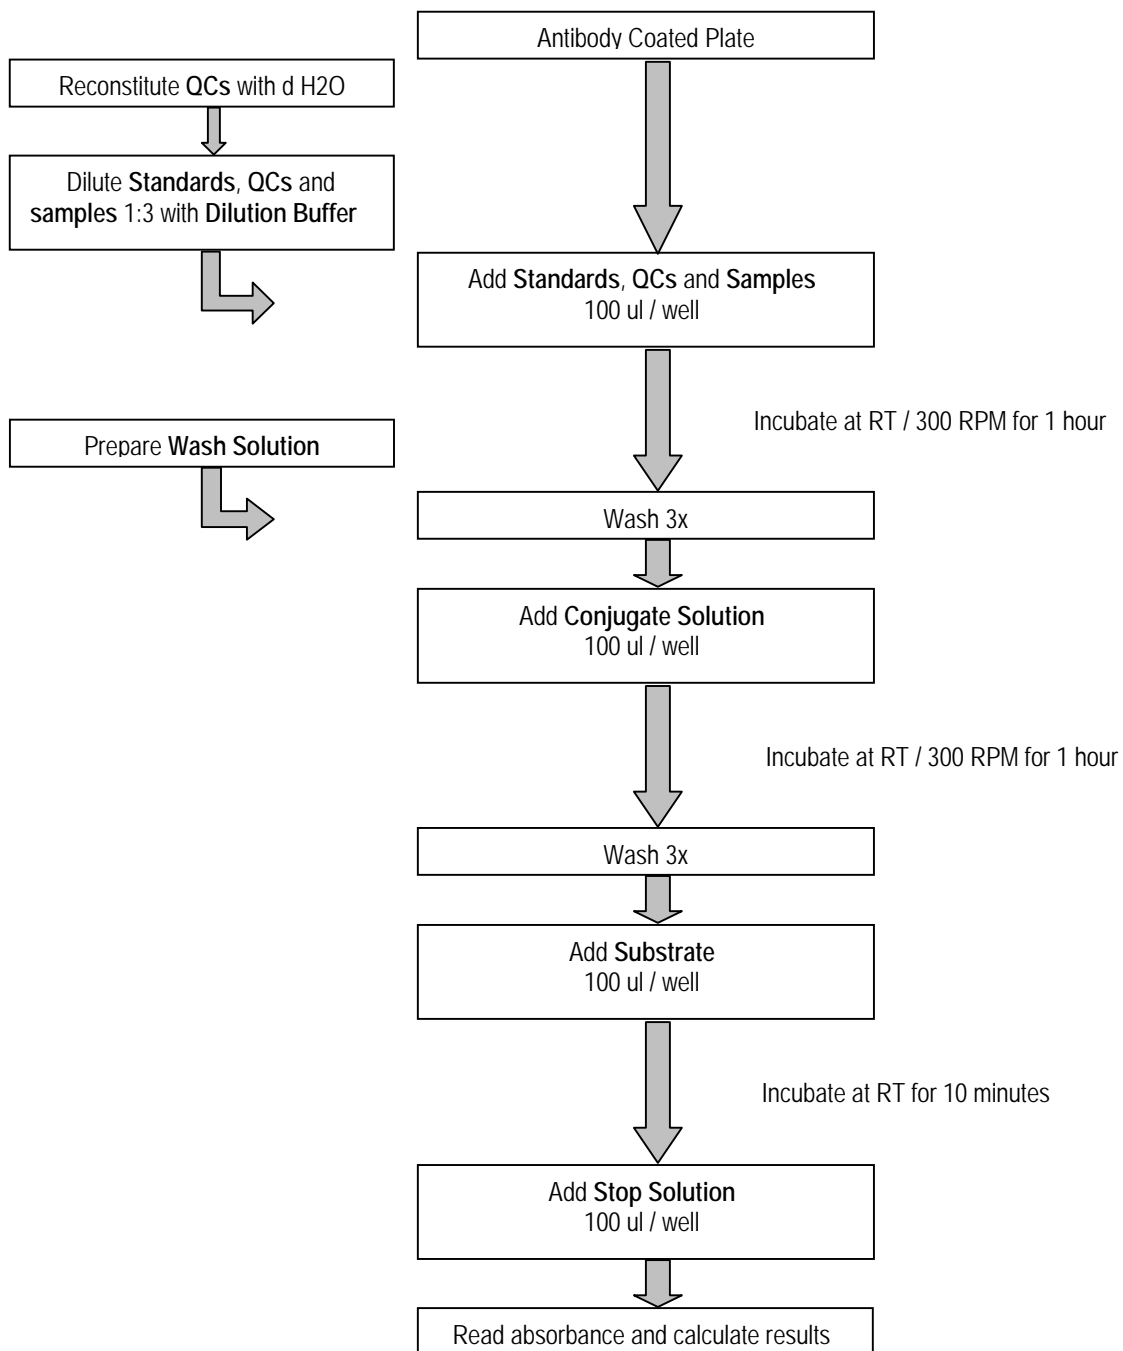 Antibody Coated Plate
Reconstitute QCs with d H2O
Dilute Standards, QCs and
samples 1:3 with Dilution Buffer
Add Standards, QCs and Samples
100 ul / well
Incubate at RT / 300 RPM for 1 hour
Prepare Wash Solution
Wash 3x
Add Conjugate Solution
100 ul / well
Incubate at RT / 300 RPM for 1 hour
Wash 3x
Add Substrate
100 ul / well
Incubate at RT for 10 minutes
Add Stop Solution
100 ul / well
Read absorbance and calculate results